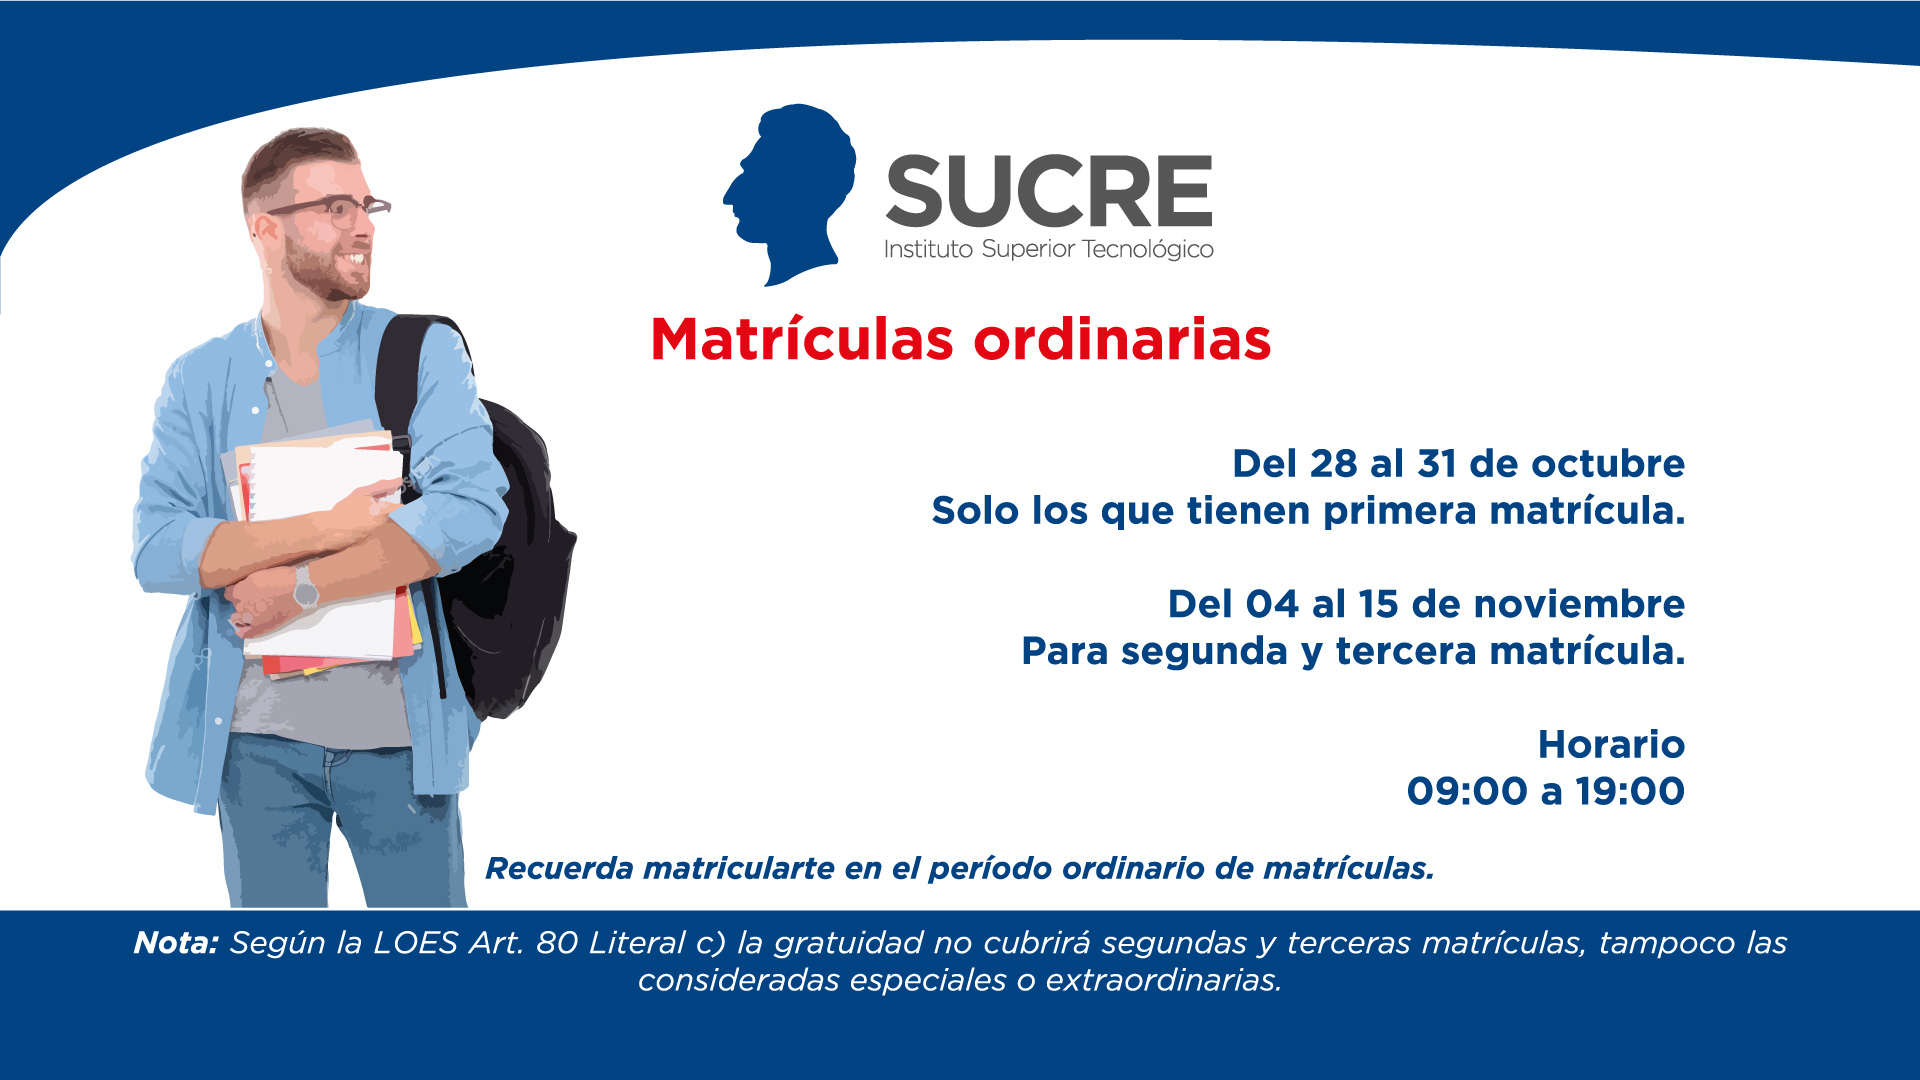 SUCRE
Instituto Superior Tecnológico
Matrículas ordinarias
Del 28 al 31 de octubre
Solo los que tienen primera matrícula.
Del 04 al 15 de noviembre
Para segunda y tercera matrícula.
Horario
09:00 a 19:00
Recuerda matricularte en el período ordinario de matrículas.
Nota: Según la LOES Art. 80 Literal c) la gratuidad no cubrirá segundas y terceras matrículas, tampoco las
consideradas especiales o extraordinarias.